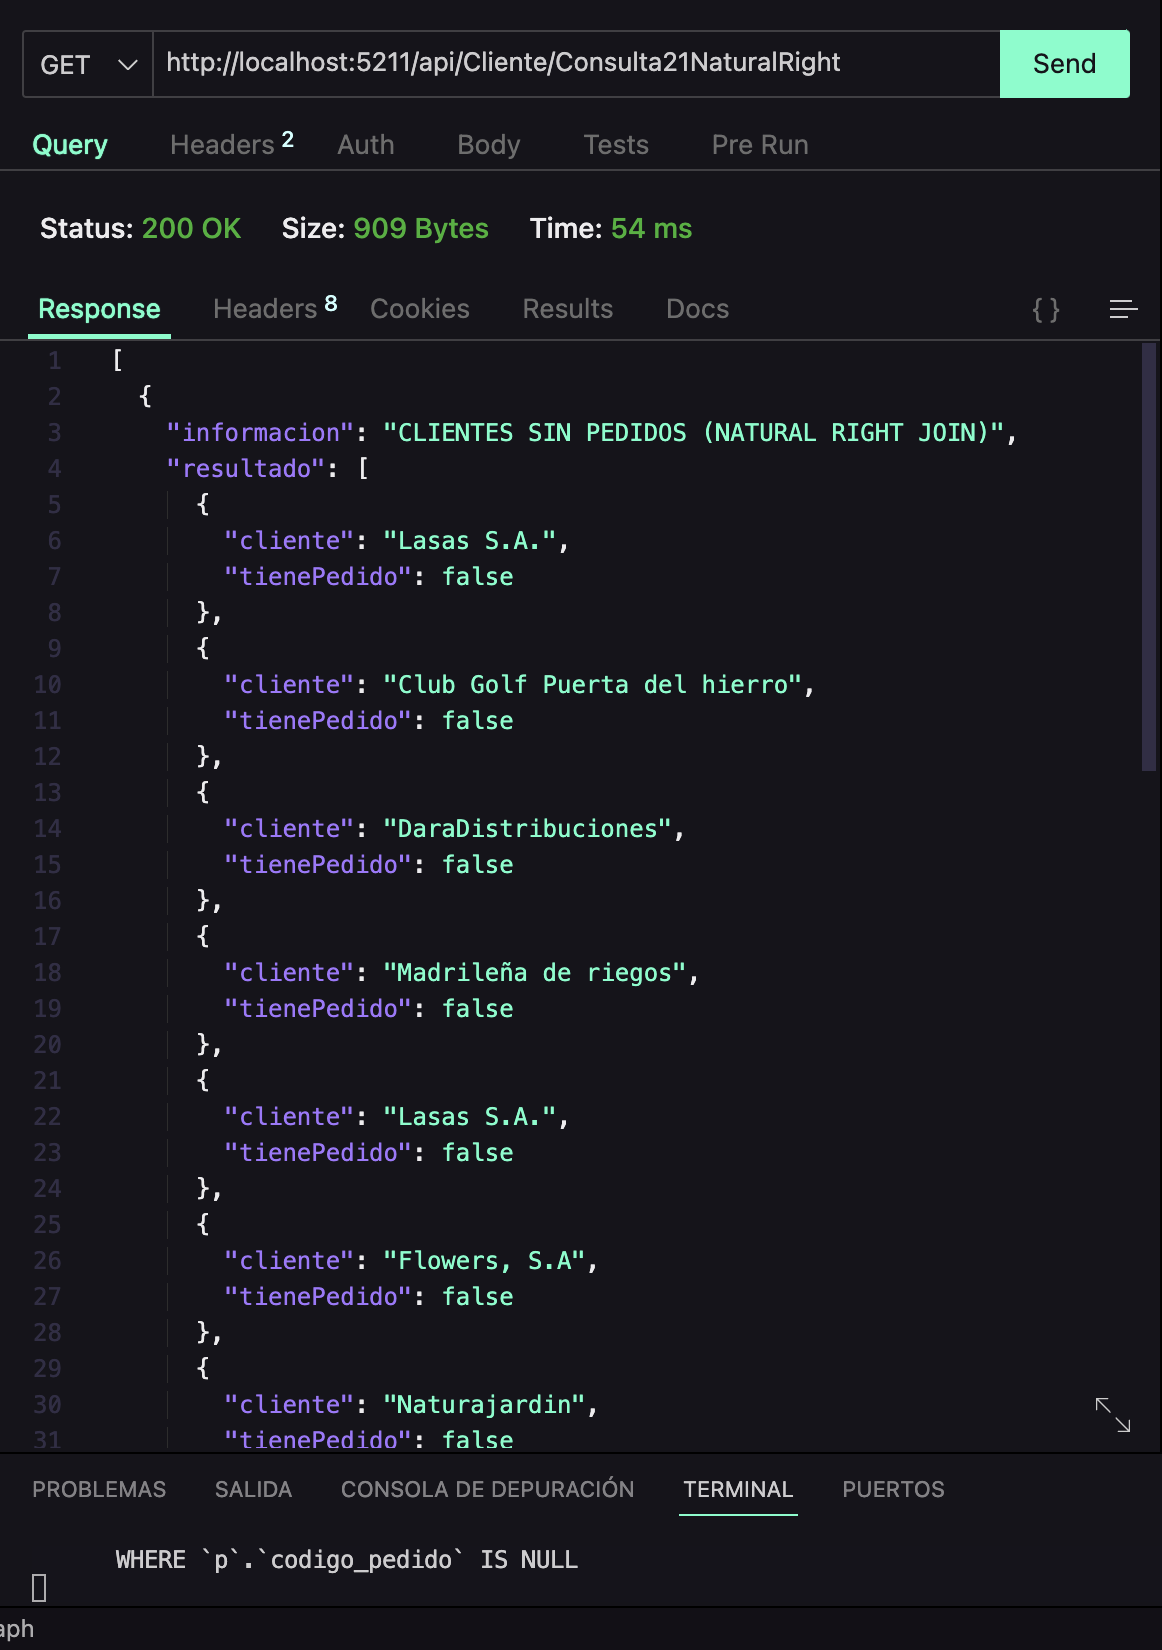 GET http://localhost:5211/api/Cliente/Consulta21NaturalRight Send
Query Headers 2 Auth Body Tests Pre Run
Status: 200 OK Size: 909 Bytes Time: 54 ms
Response Headers 8 Cookies Results Docs { }
1 [
2 {
3 "informacion": "CLIENTES SIN PEDIDOS (NATURAL RIGHT JOIN)",
4 "resultado": [
5 {
6 "cliente": "Lasas S.A.",
7 "tienePedido": false
8 },
9 {
10 "cliente": "Club Golf Puerta del hierro",
11 "tienePedido": false
12 },
13 {
14 "cliente": "DaraDistribuciones",
15 "tienePedido": false
16 },
17 {
18 "cliente": "Madrileña de riegos",
19 "tienePedido": false
20 },
21 {
22 "cliente": "Lasas S.A.",
23 "tienePedido": false
24 },
25 {
26 "cliente": "Flowers, S.A",
27 "tienePedido": false
28 },
29 {
30 "cliente": "Naturajardin",
31 "tienePedido": false
PROBLEMAS SALIDA CONSOLA DE DEPURACIÓN TERMINAL PUERTOS
WHERE `p`.`codigo_pedido` IS NULL
aph